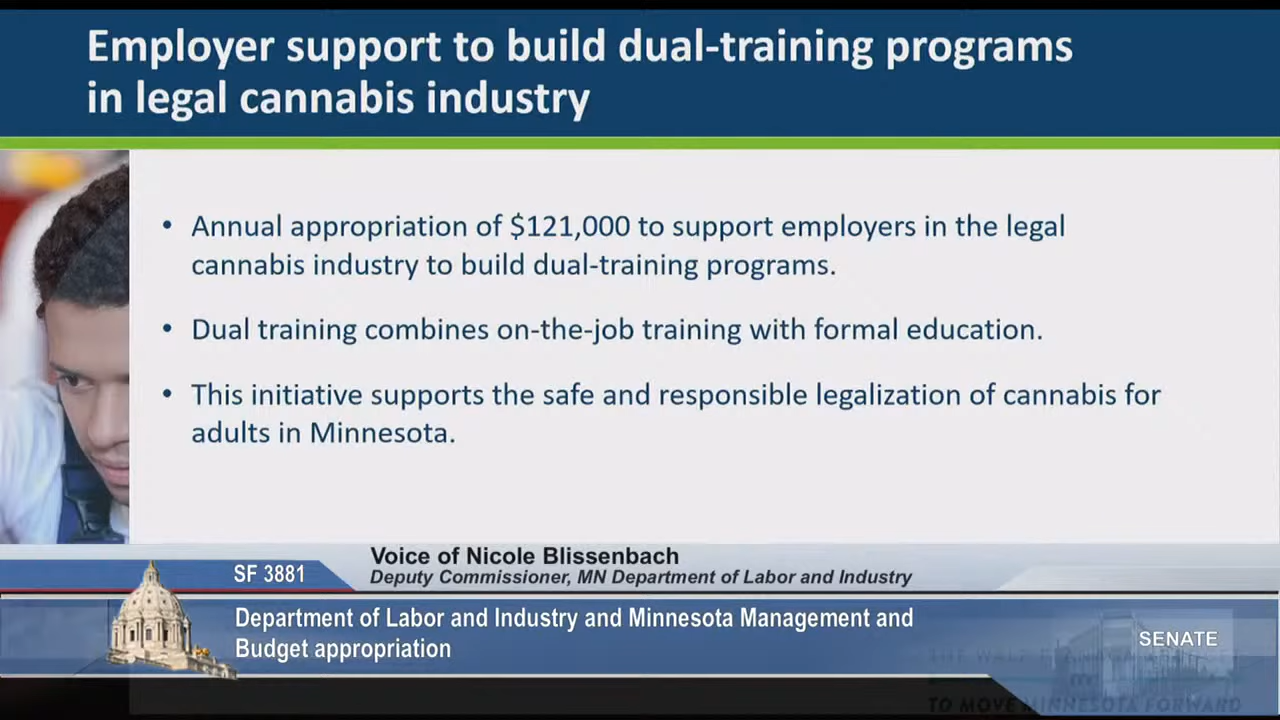 Employer support to build dual-training programs
in legal cannabis industry
• Annual appropriation of $121,000 to support employers in the legal
cannabis industry to build dual-training programs.
• Dual training combines on-the-job training with formal education.
• This initiative supports the safe and responsible legalization of cannabis for
adults in Minnesota.
Voice of Nicole Blissenbach
SF 3881
Deputy Commissioner, MN Department of Labor and Industry
Department of Labor and Industry and Minnesota Management and
Budget appropriation
SENATE
TO MOVE MINNESOTA FORWARD